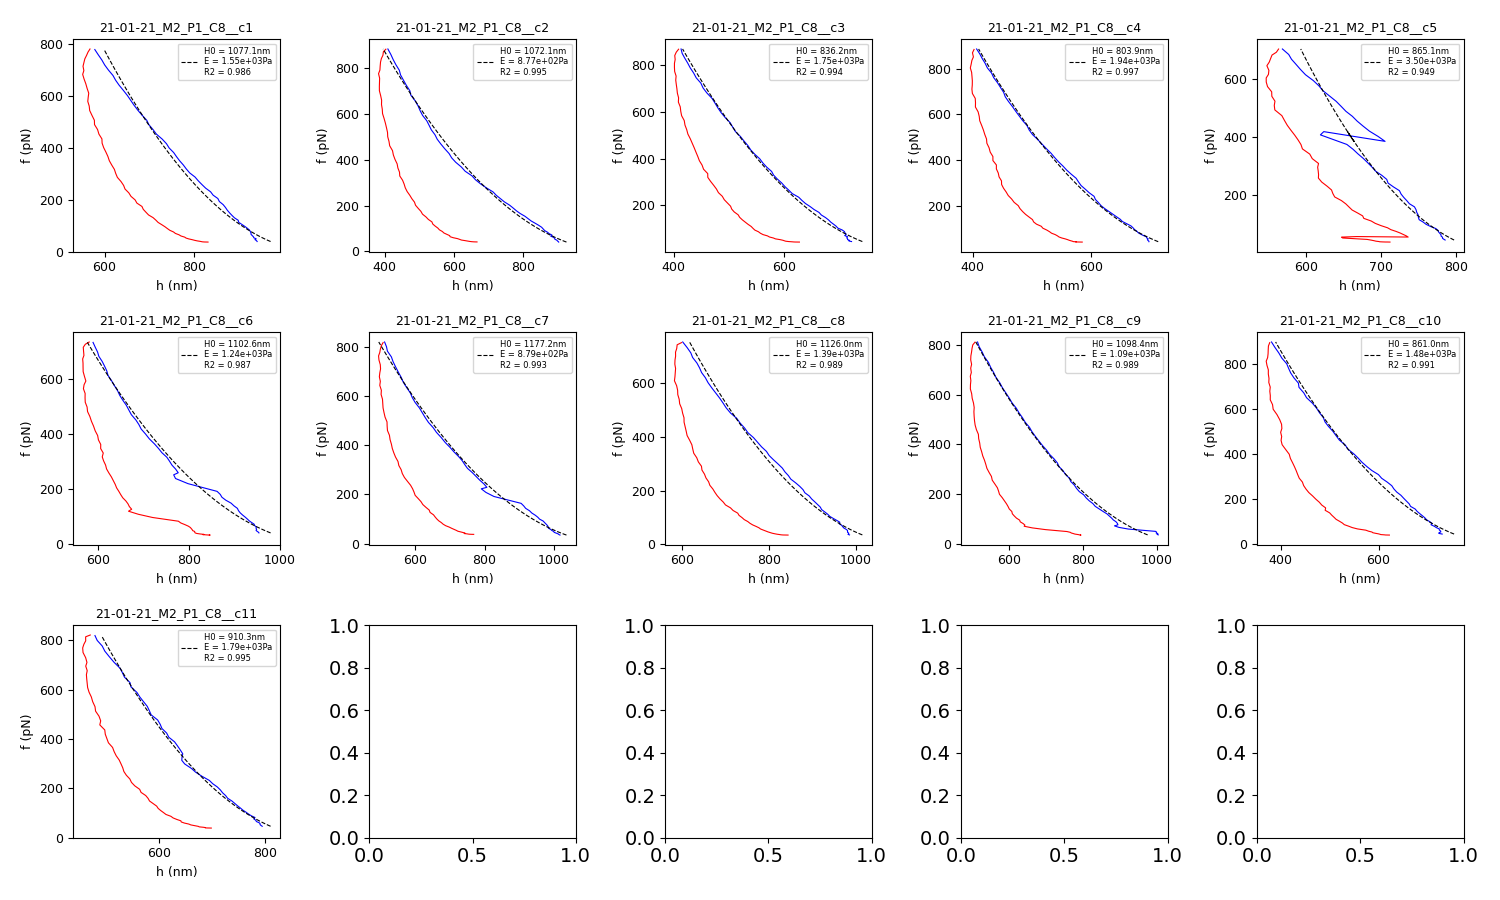 21-01-21_M2_P1_C8__c1
800
600
400
200
0
f (pN)
600
800
h (nm)
H0 = 1077.1nm
E = 1.55e+03Pa
R2 = 0.986
21-01-21_M2_P1_C8__c2
800
600
400
200
0
f (pN)
400
600
800
h (nm)
H0 = 1072.1nm
E = 8.77e+02Pa
R2 = 0.995
21-01-21_M2_P1_C8__c3
800
600
400
200
f (pN)
400
600
h (nm)
H0 = 836.2nm
E = 1.75e+03Pa
R2 = 0.994
21-01-21_M2_P1_C8__c4
800
600
400
200
f (pN)
400
600
h (nm)
H0 = 803.9nm
E = 1.94e+03Pa
R2 = 0.997
21-01-21_M2_P1_C8__c5
600
400
200
f (pN)
600
700
800
h (nm)
H0 = 865.1nm
E = 3.50e+03Pa
R2 = 0.949
21-01-21_M2_P1_C8__c6
600
400
200
0
f (pN)
600
800
1000
h (nm)
H0 = 1102.6nm
E = 1.24e+03Pa
R2 = 0.987
21-01-21_M2_P1_C8__c7
800
600
400
200
0
f (pN)
600
800
1000
h (nm)
H0 = 1177.2nm
E = 8.79e+02Pa
R2 = 0.993
21-01-21_M2_P1_C8__c8
600
400
200
0
f (pN)
600
800
1000
h (nm)
H0 = 1126.0nm
E = 1.39e+03Pa
R2 = 0.989
21-01-21_M2_P1_C8__c9
800
600
400
200
0
f (pN)
600
800
1000
h (nm)
H0 = 1098.4nm
E = 1.09e+03Pa
R2 = 0.989
21-01-21_M2_P1_C8__c10
800
600
400
200
0
f (pN)
400
600
h (nm)
H0 = 861.0nm
E = 1.48e+03Pa
R2 = 0.991
21-01-21_M2_P1_C8__c11
800
600
400
200
0
f (pN)
600
800
h (nm)
H0 = 910.3nm
E = 1.79e+03Pa
R2 = 0.995
1.0
0.8
0.6
0.4
0.2
0.0
0.0
0.5
1.0
1.0
0.8
0.6
0.4
0.2
0.0
0.0
0.5
1.0
1.0
0.8
0.6
0.4
0.2
0.0
0.0
0.5
1.0
1.0
0.8
0.6
0.4
0.2
0.0
0.0
0.5
1.0